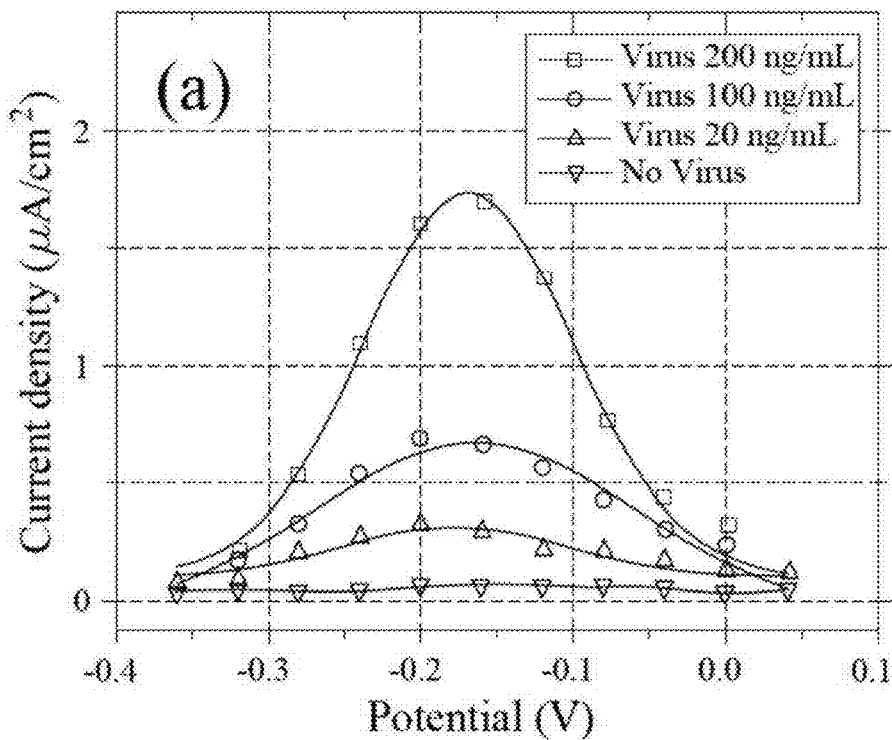 (a)
Virus 200 ng/mL
Virus 100 ng/mL
Virus 20 ng/mL
No Virus
Current density (μA/cm²)
2
1
0
-0.4 -0.3 -0.2 -0.1 0.0 0.1
Potential (V)